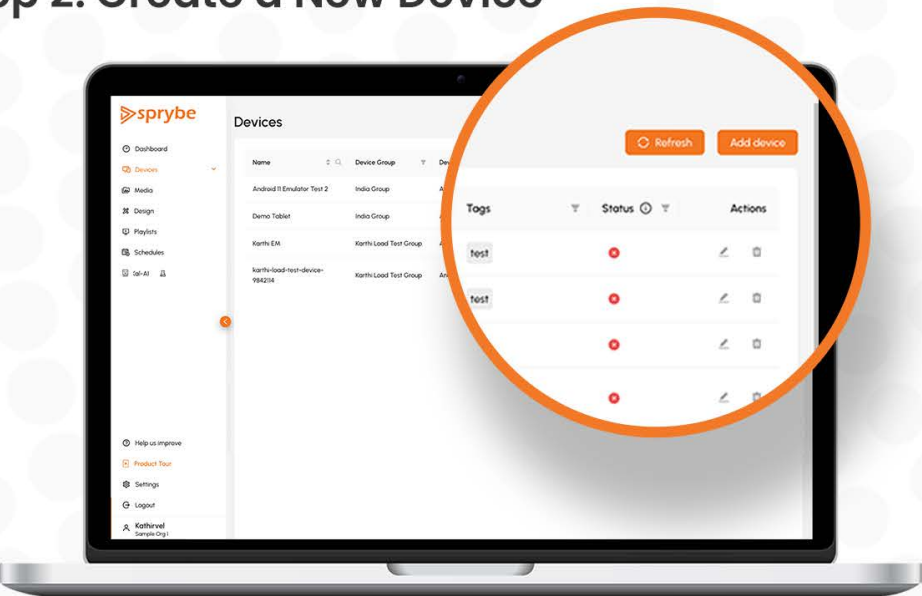 2. Create a New Device
sprybe
Devices
Refresh
Add device
Dashboard
Devices
Media
Design
Playlists
Schedules
Name
Device Group
Tags
Status
Actions
Android 11 Emulator Test 2
India Group
test
Demo Tablet
India Group
test
Karthi EM
Karthi Load Test Group
karthi-load-test-device-
9842114
Karthi Load Test Group
Help us improve
Product Tour
Settings
Logout
Kathirvel
Sample Org 1